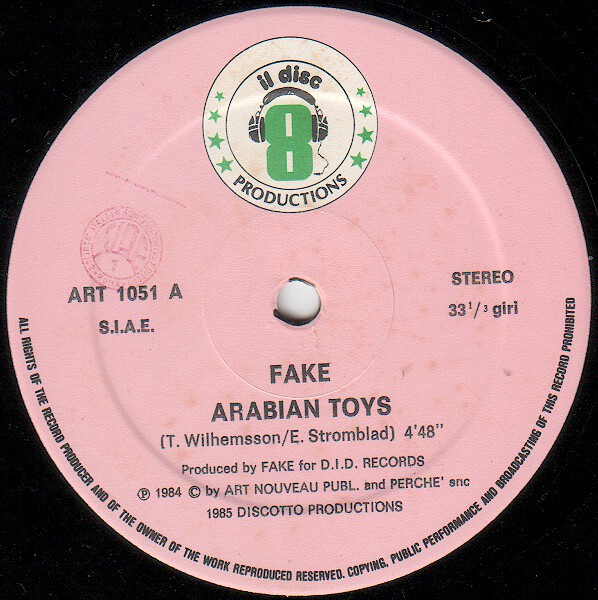 il disc
8
PRODUCTIONS
ART 1051 A
S.I.A.E.
STEREO
33 1/3 giri
FAKE
ARABIAN TOYS
(T. Wilhemsson/E. Stromblad) 4'48"
Produced by FAKE for D.I.D. RECORDS
℗ 1984 © by ART NOUVEAU PUBL. and PERCHE' snc
1985 DISCOTTO PRODUCTIONS
ALL RIGHTS OF THE RECORD PRODUCER AND OF THE OWNER OF THE WORK REPRODUCED RESERVED. COPYING, PUBLIC PERFORMANCE AND BROADCASTING OF THIS RECORD PROHIBITED